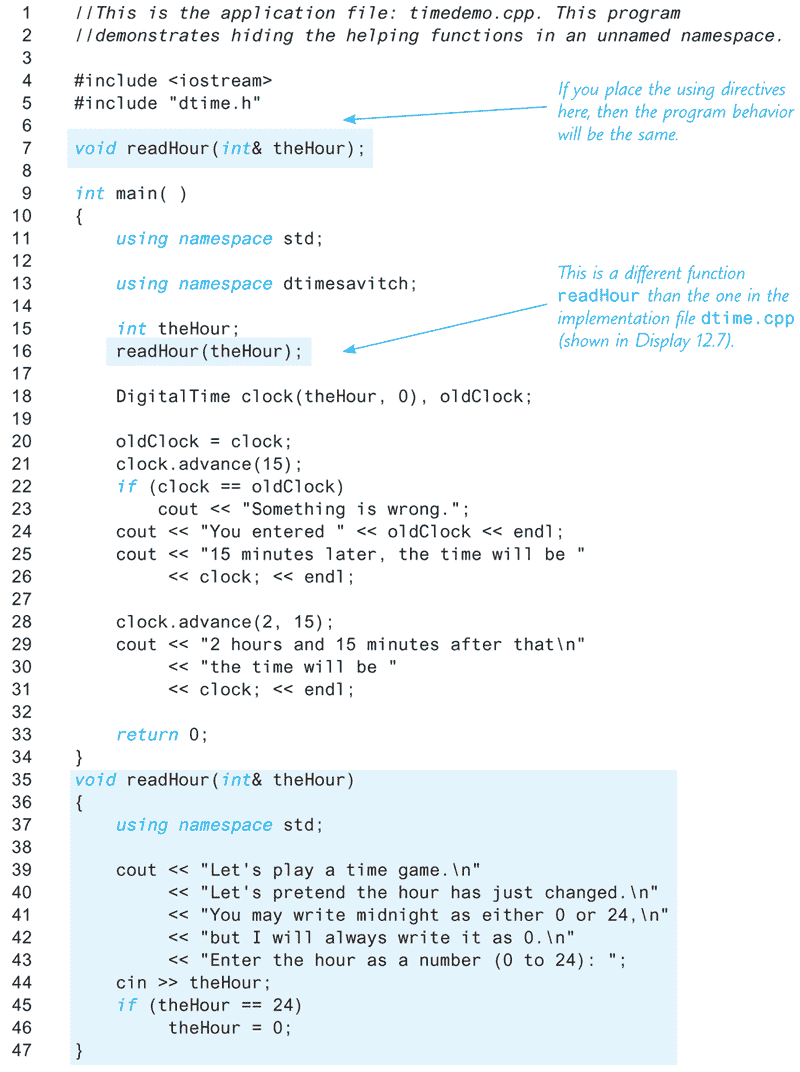 1 //This is the application file: timedemo.cpp. This program
2 //demonstrates hiding the helping functions in an unnamed namespace.
3
4 #include <iostream>
5 #include "dtime.h"
6
If you place the using directives
here, then the program behavior
will be the same.
7 void readHour(int& theHour);
8
9 int main( )
10 {
11     using namespace std;
12
13     using namespace dtimesavitch;
14
This is a different function
readHour than the one in the
implementation file dtime.cpp
(shown in Display 12.7).
15     int theHour;
16     readHour(theHour);
17
18     DigitalTime clock(theHour, 0), oldClock;
19
20     oldClock = clock;
21     clock.advance(15);
22     if (clock == oldClock)
23         cout << "Something is wrong.";
24     cout << "You entered " << oldClock << endl;
25     cout << "15 minutes later, the time will be "
26          << clock; << endl;
27
28     clock.advance(2, 15);
29     cout << "2 hours and 15 minutes after that\n"
30          << "the time will be "
31          << clock; << endl;
32
33     return 0;
34 }
35 void readHour(int& theHour)
36 {
37     using namespace std;
38
39     cout << "Let's play a time game.\n"
40          << "Let's pretend the hour has just changed.\n"
41          << "You may write midnight as either 0 or 24,\n"
42          << "but I will always write it as 0.\n"
43          << "Enter the hour as a number (0 to 24): ";
44     cin >> theHour;
45     if (theHour == 24)
46          theHour = 0;
47 }